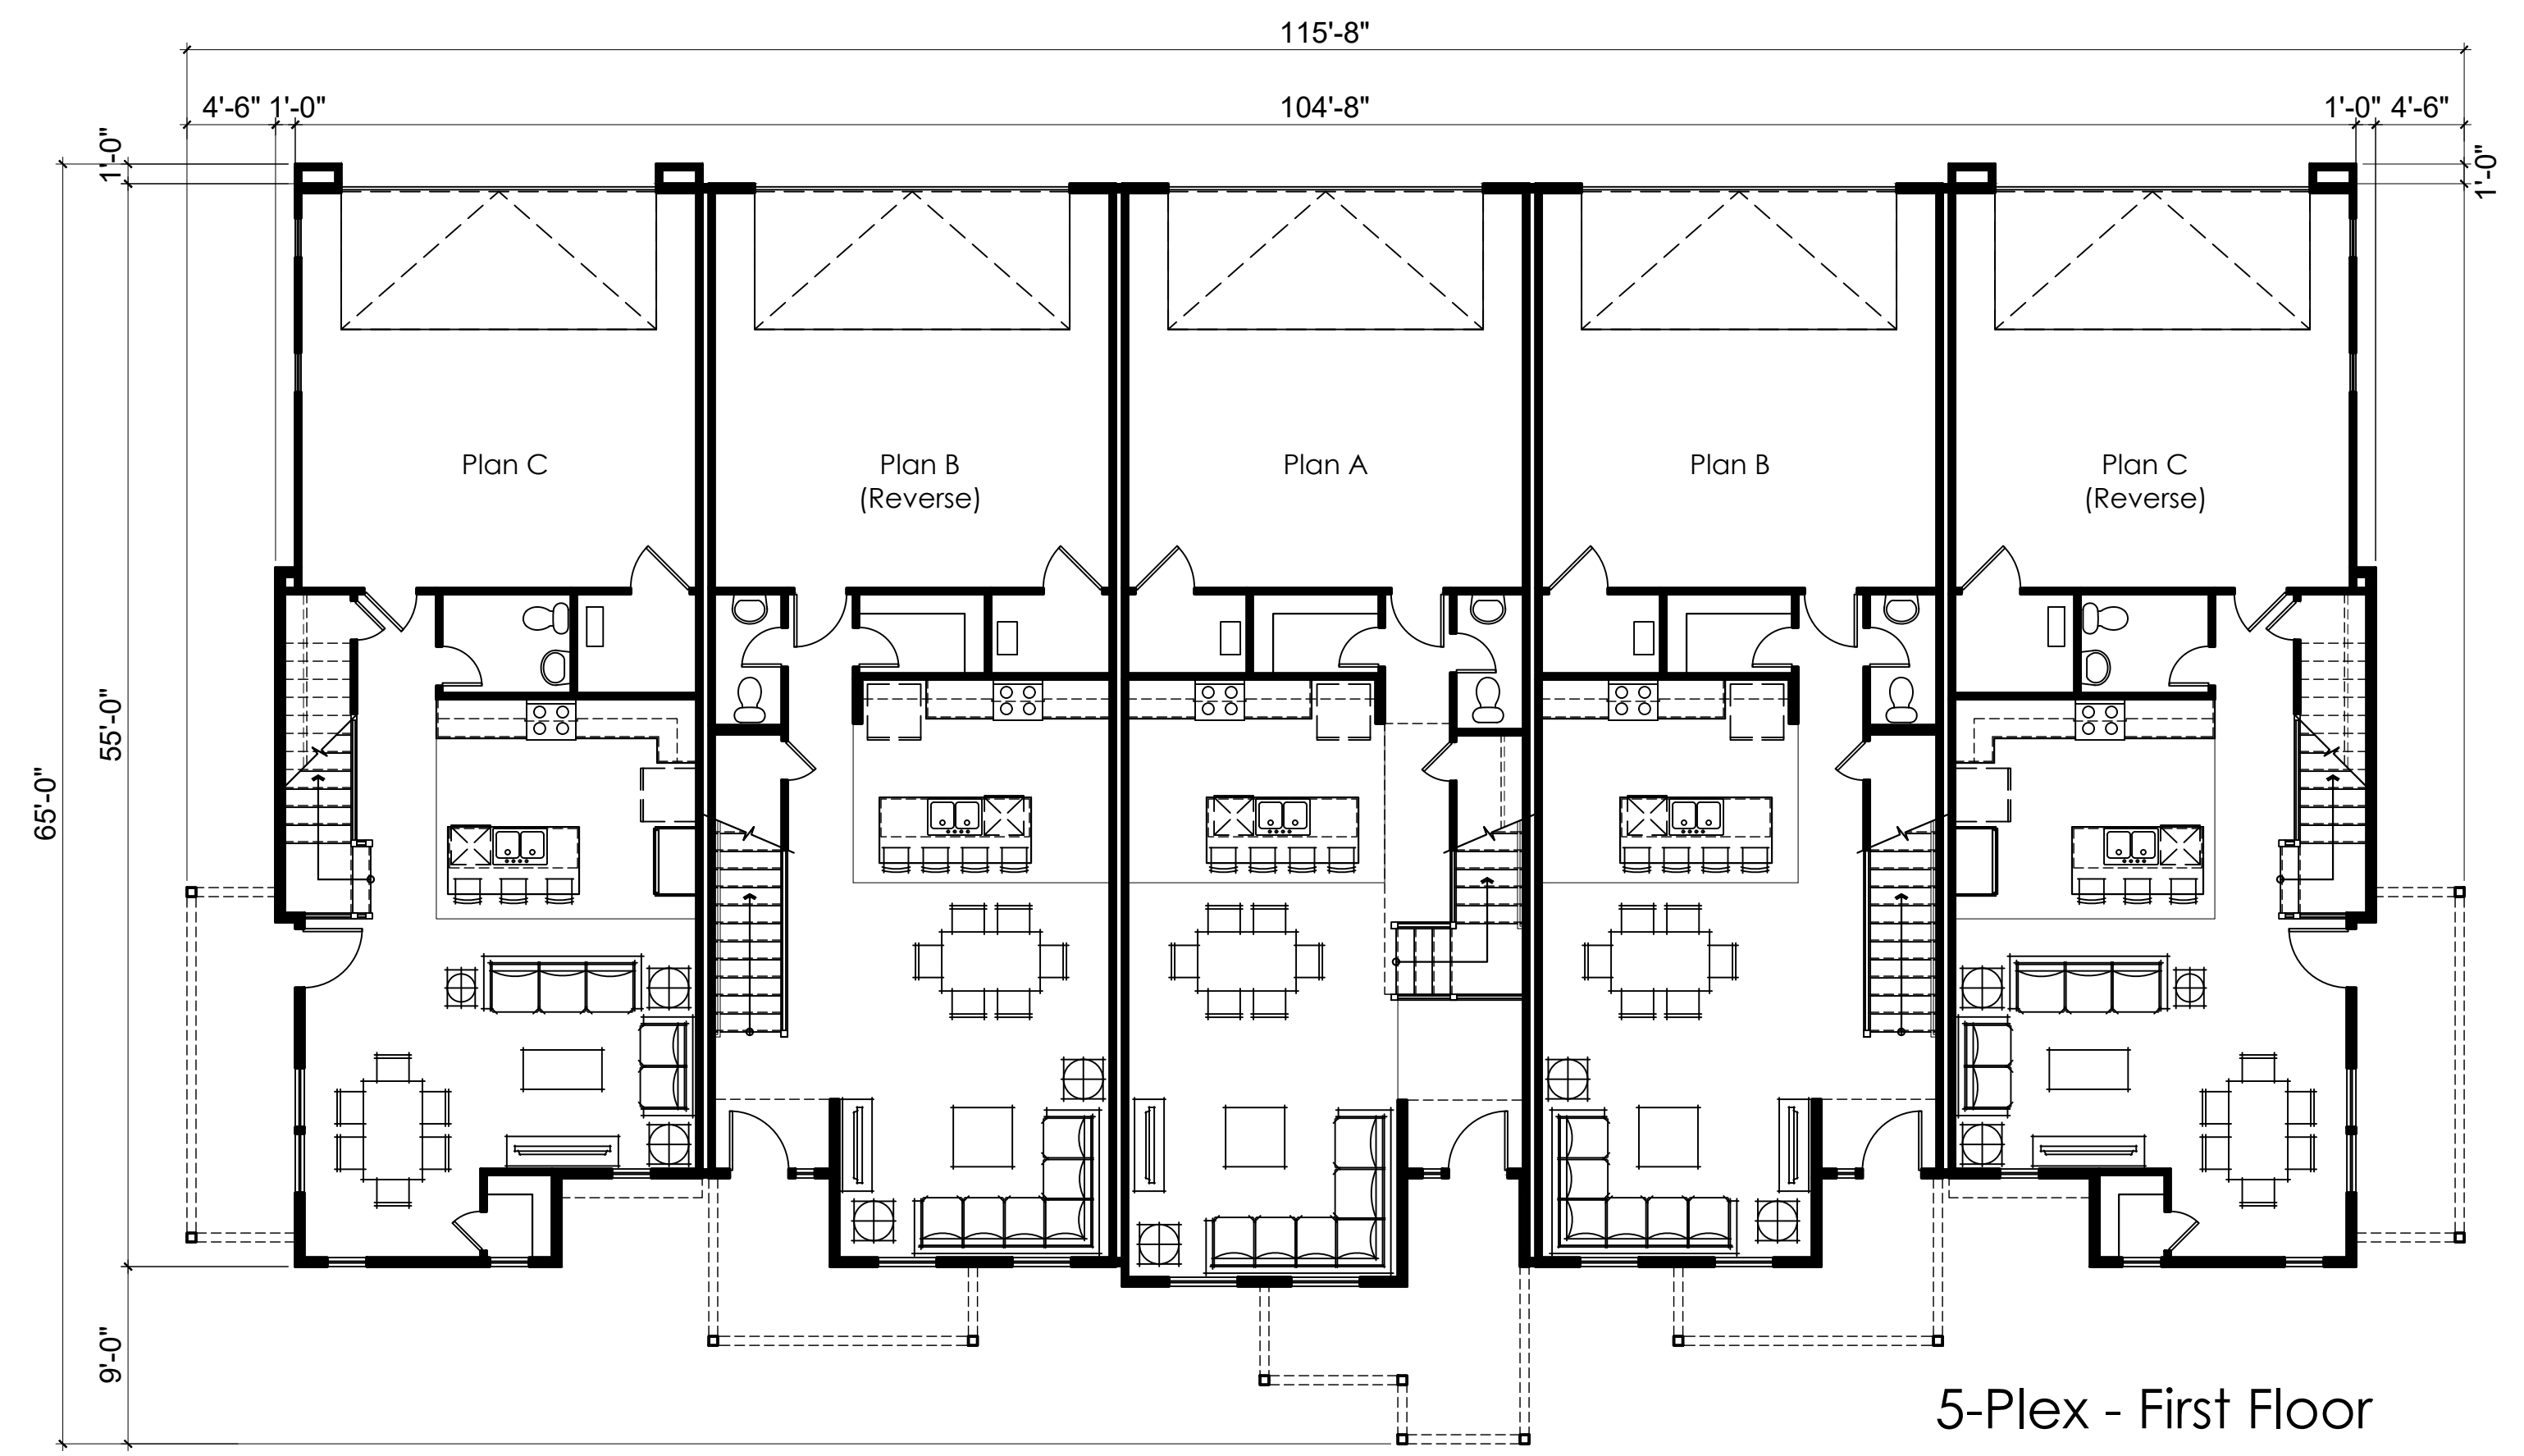 115'-8"
4'-6" 1'-0" 104'-8" 1'-0" 4'-6"
1'-0"
1'-0"
Plan C
Plan B
(Reverse)
Plan A
Plan B
Plan C
(Reverse)
55'-0"
65'-0"
9'-0"
5-Plex - First Floor